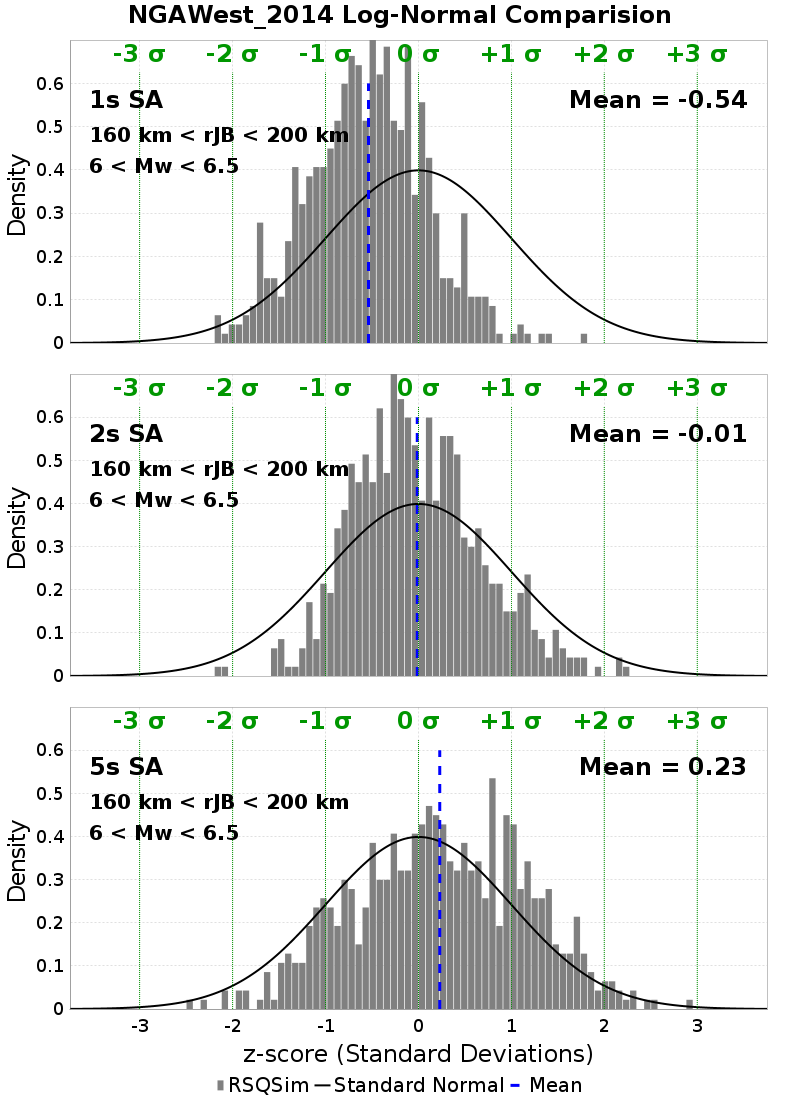 NGAWest_2014 Log-Normal Comparision
-3 σ -2 σ -1 σ 0 σ +1 σ +2 σ +3 σ
0.6
1s SA Mean = -0.54
0.5
160 km < rJB < 200 km
6 < Mw < 6.5
0.4
Density
0.3
0.2
0.1
0
-3 σ -2 σ -1 σ 0 σ +1 σ +2 σ +3 σ
0.6
2s SA Mean = -0.01
0.5
160 km < rJB < 200 km
6 < Mw < 6.5
0.4
Density
0.3
0.2
0.1
0
-3 σ -2 σ -1 σ 0 σ +1 σ +2 σ +3 σ
0.6
5s SA Mean = 0.23
0.5
160 km < rJB < 200 km
6 < Mw < 6.5
0.4
Density
0.3
0.2
0.1
0
-3 -2 -1 0 1 2 3
z-score (Standard Deviations)
RSQSim Standard Normal Mean